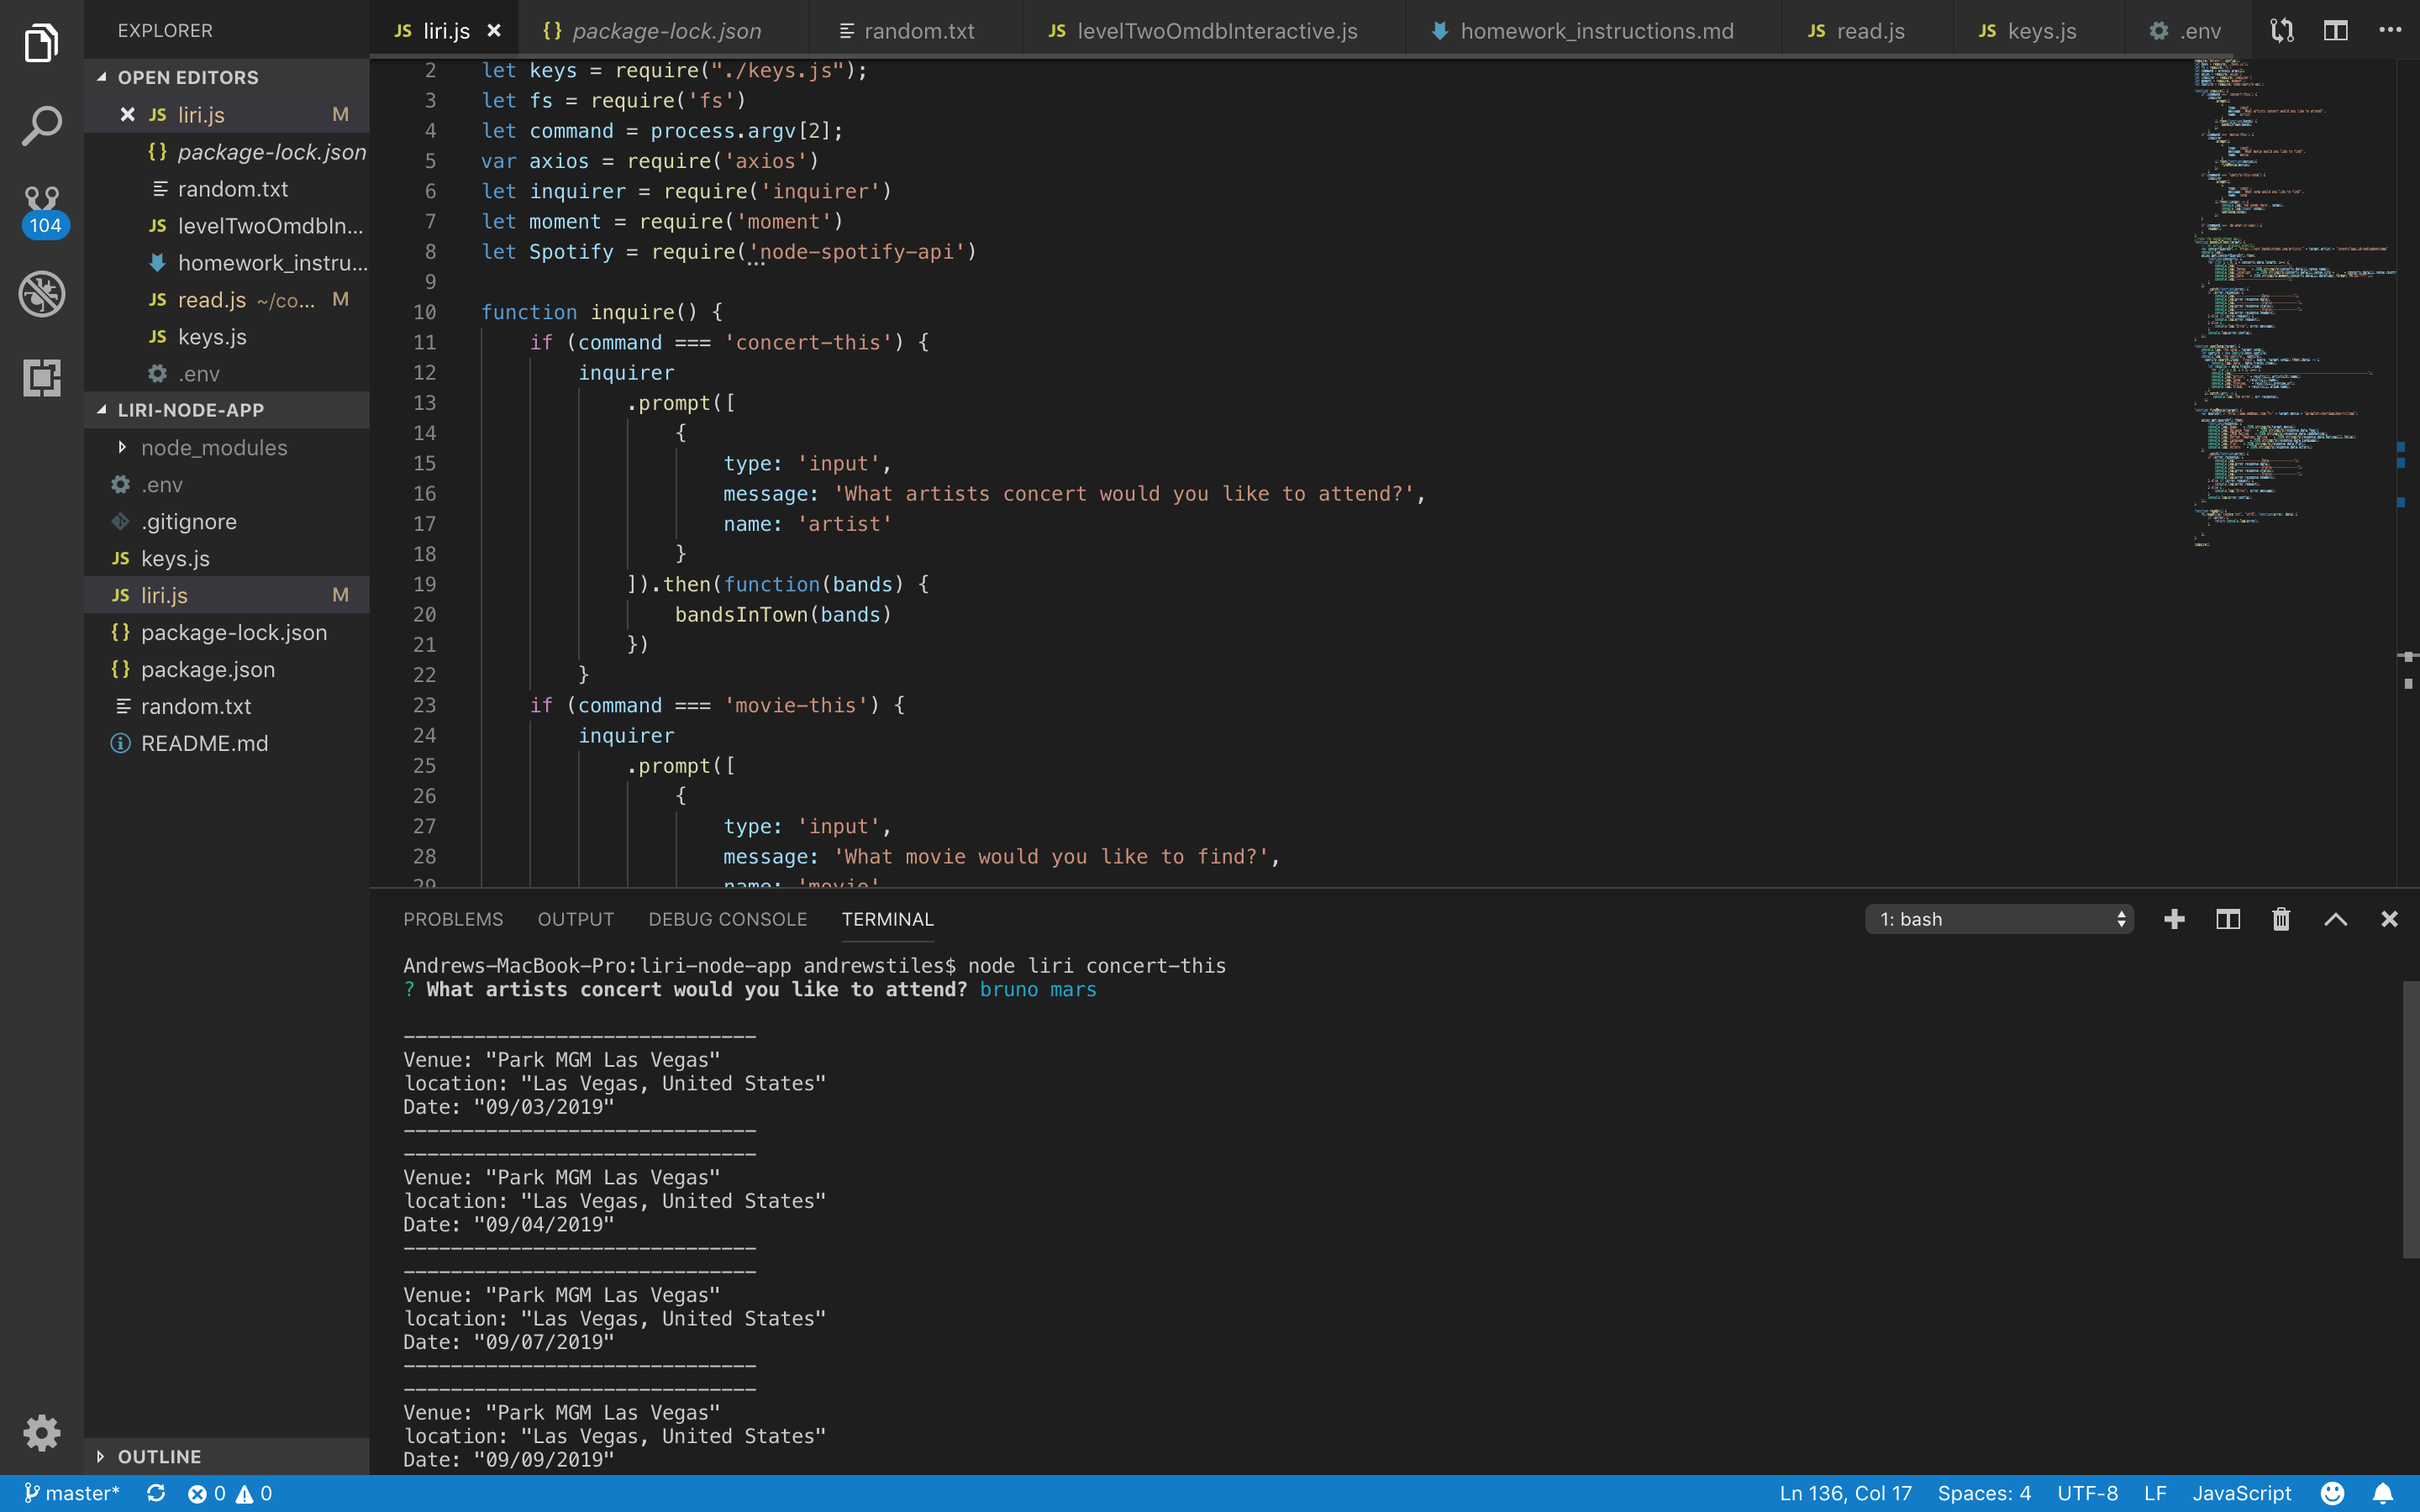 EXPLORER
OPEN EDITORS
JS liri.js M
{} package-lock.json
random.txt
JS levelTwoOmdbIn...
homework_instru...
JS read.js ~/co... M
JS keys.js
.env
LIRI-NODE-APP
node_modules
.env
.gitignore
JS keys.js
JS liri.js M
{} package-lock.json
{} package.json
random.txt
README.md
OUTLINE
104
JS liri.js {} package-lock.json random.txt JS levelTwoOmdbInteractive.js homework_instructions.md JS read.js JS keys.js .env
2 let keys = require("./keys.js");
3 let fs = require('fs')
4 let command = process.argv[2];
5 var axios = require('axios')
6 let inquirer = require('inquirer')
7 let moment = require('moment')
8 let Spotify = require('node-spotify-api')
9
10 function inquire() {
11 if (command === 'concert-this') {
12 inquirer
13 .prompt([
14 {
15 type: 'input',
16 message: 'What artists concert would you like to attend?',
17 name: 'artist'
18 }
19 ]).then(function(bands) {
20 bandsInTown(bands)
21 })
22 }
23 if (command === 'movie-this') {
24 inquirer
25 .prompt([
26 {
27 type: 'input',
28 message: 'What movie would you like to find?',
29 name: 'movie'
PROBLEMS OUTPUT DEBUG CONSOLE TERMINAL 1: bash
Andrews-MacBook-Pro:liri-node-app andrewstiles$ node liri concert-this
? What artists concert would you like to attend? bruno mars
------------------------------
Venue: "Park MGM Las Vegas"
location: "Las Vegas, United States"
Date: "09/03/2019"
------------------------------
------------------------------
Venue: "Park MGM Las Vegas"
location: "Las Vegas, United States"
Date: "09/04/2019"
------------------------------
------------------------------
Venue: "Park MGM Las Vegas"
location: "Las Vegas, United States"
Date: "09/07/2019"
------------------------------
------------------------------
Venue: "Park MGM Las Vegas"
location: "Las Vegas, United States"
Date: "09/09/2019"
master* 0 0 Ln 136, Col 17 Spaces: 4 UTF-8 LF JavaScript